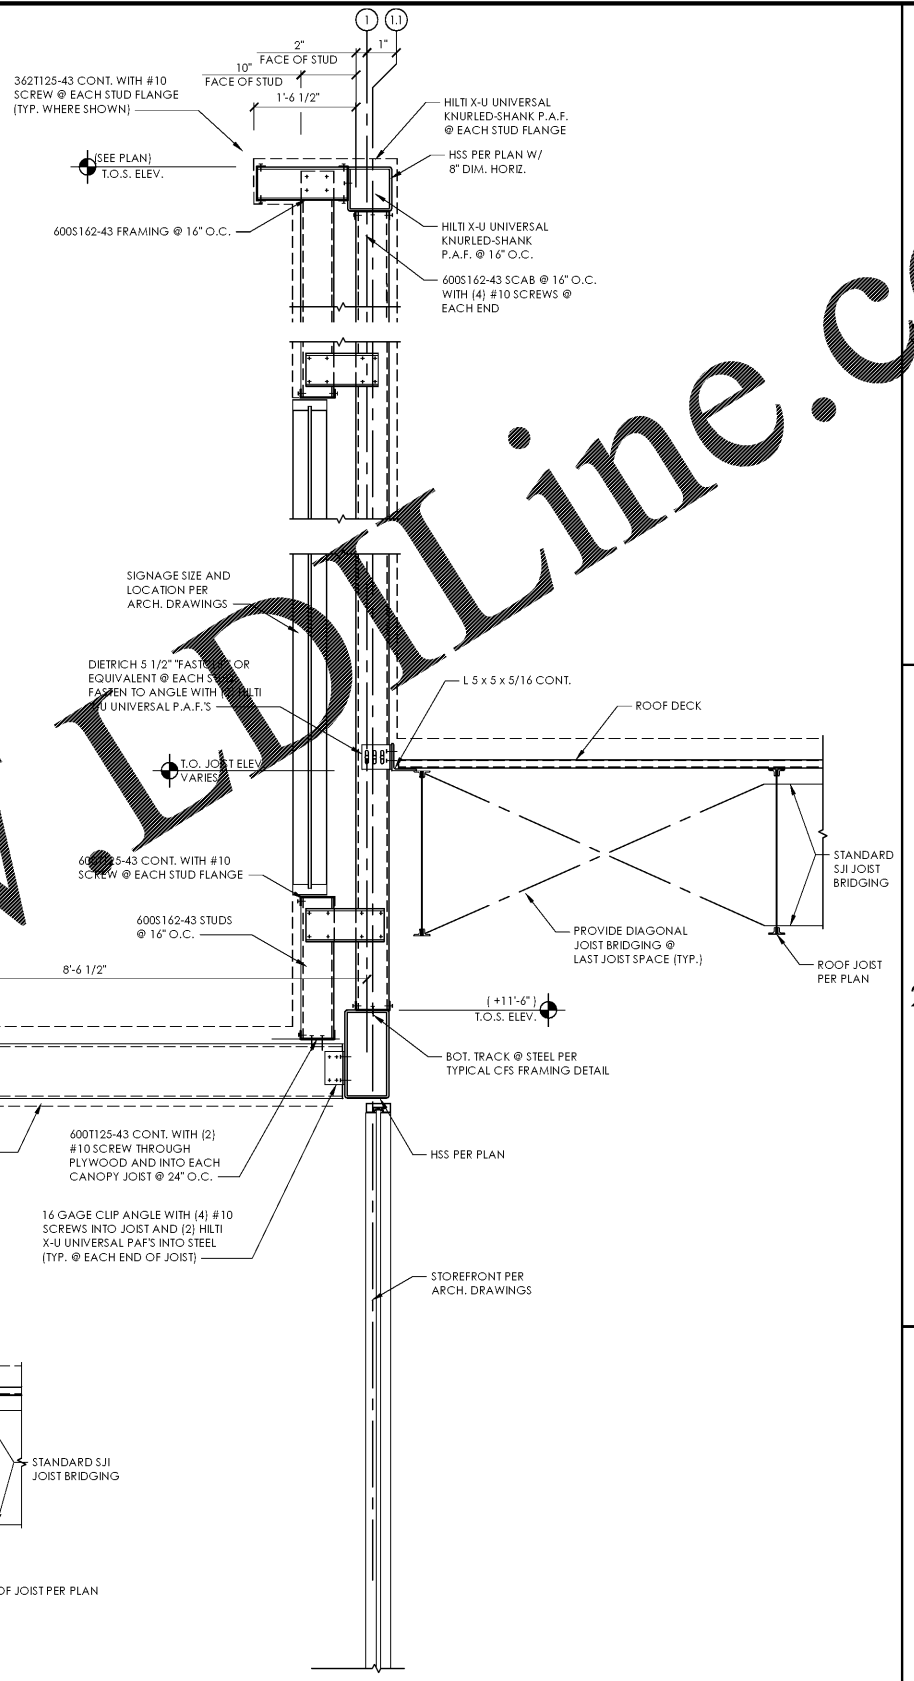 1
1.1
2"
1"
FACE OF STUD
10"
FACE OF STUD
1'-6 1/2"
362T125-43 CONT. WITH #10
SCREW @ EACH STUD FLANGE
(TYP. WHERE SHOWN)
HILTI X-U UNIVERSAL
KNURLED-SHANK P.A.F.
@ EACH STUD FLANGE
HSS PER PLAN W/
8" DIM. HORIZ.
(SEE PLAN)
T.O.S. ELEV.
600S162-43 FRAMING @ 16" O.C.
HILTI X-U UNIVERSAL
KNURLED-SHANK
P.A.F. @ 16" O.C.
600S162-43 SCAB @ 16" O.C.
WITH (4) #10 SCREWS @
EACH END
.LDILine.c
SIGNAGE SIZE AND
LOCATION PER
ARCH. DRAWINGS
DIETRICH 5 1/2" "FASTCLIP" OR
EQUIVALENT @ EACH STUD
FASTEN TO ANGLE WITH HILTI
X-U UNIVERSAL P.A.F.'S
L 5 x 5 x 5/16 CONT.
ROOF DECK
T.O. JOIST ELEV
VARIES
600T125-43 CONT. WITH #10
SCREW @ EACH STUD FLANGE
STANDARD
SJI JOIST
BRIDGING
600S162-43 STUDS
@ 16" O.C.
PROVIDE DIAGONAL
JOIST BRIDGING @
LAST JOIST SPACE (TYP.)
ROOF JOIST
PER PLAN
8'-6 1/2"
( +11'-6" )
T.O.S. ELEV.
BOT. TRACK @ STEEL PER
TYPICAL CFS FRAMING DETAIL
600T125-43 CONT. WITH (2)
#10 SCREW THROUGH
PLYWOOD AND INTO EACH
CANOPY JOIST @ 24" O.C.
HSS PER PLAN
16 GAGE CLIP ANGLE WITH (4) #10
SCREWS INTO JOIST AND (2) HILTI
X-U UNIVERSAL PAF'S INTO STEEL
(TYP. @ EACH END OF JOIST)
STOREFRONT PER
ARCH. DRAWINGS
STANDARD SJI
JOIST BRIDGING
OF JOIST PER PLAN